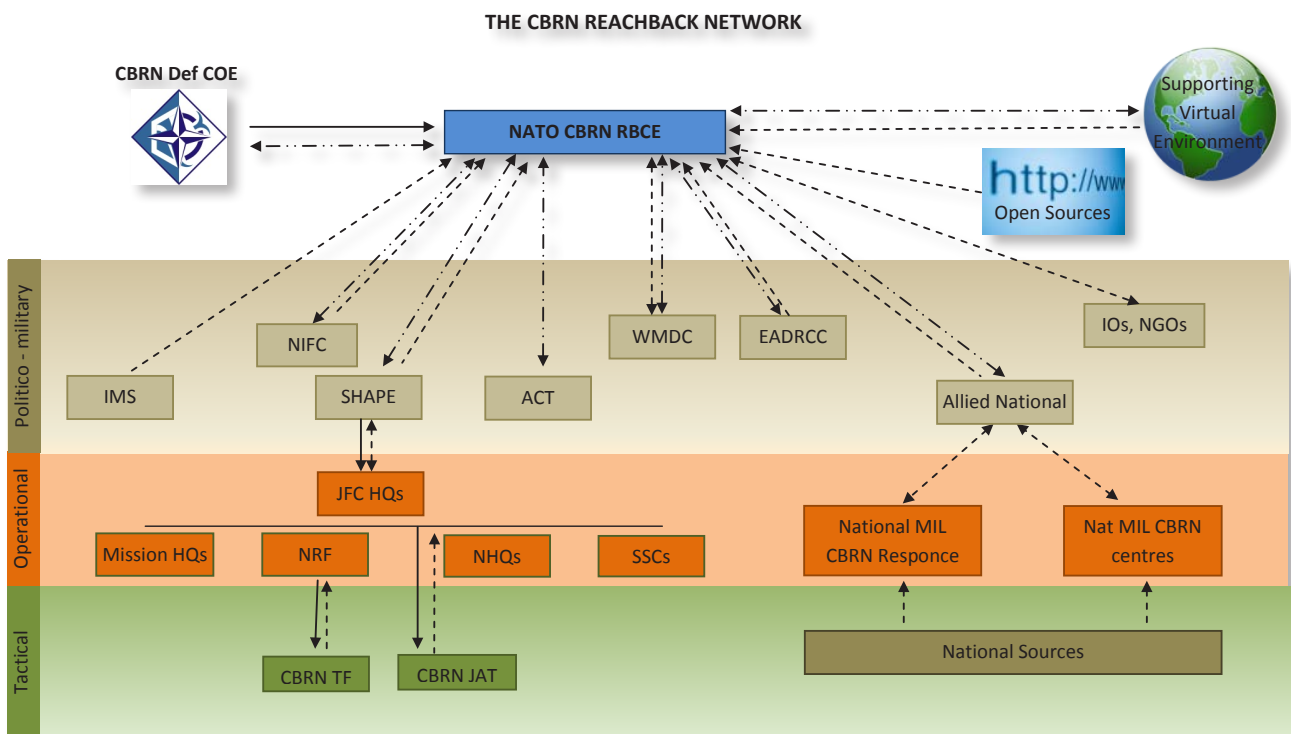 THE CBRN REACHBACK NETWORK
CBRN Def COE
NATO CBRN RBCE
Supporting
Virtual
Environment
http://www
Open Sources
Politico - military
NIFC
WMDC
EADRCC
IOs, NGOs
IMS
SHAPE
ACT
Allied National
Operational
JFC HQs
Mission HQs
NRF
NHQs
SSCs
National MIL
CBRN Responce
Nat MIL CBRN
centres
Tactical
CBRN TF
CBRN JAT
National Sources